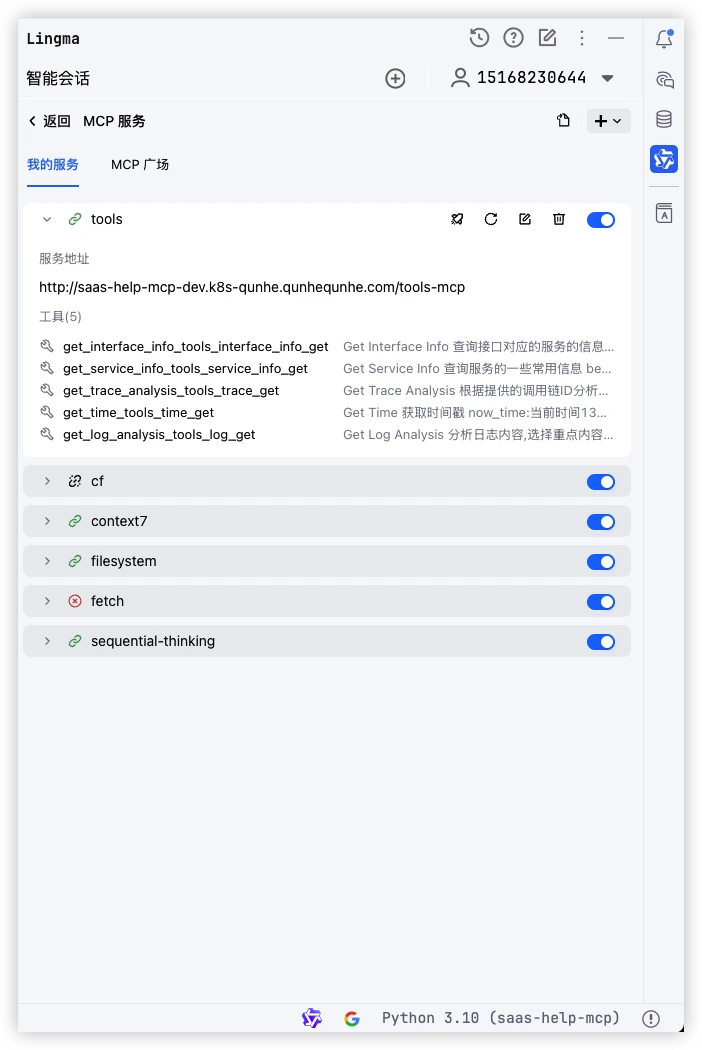 Lingma
智能会话 15168230644
返回 MCP 服务
我的服务 MCP 广场
tools
服务地址
http://saas-help-mcp-dev.k8s-qunhe.qunhequnhe.com/tools-mcp
工具(5)
get_interface_info_tools_interface_info_get Get Interface Info 查询接口对应的服务的信息...
get_service_info_tools_service_info_get Get Service Info 查询服务的一些常用信息 be...
get_trace_analysis_tools_trace_get Get Trace Analysis 根据提供的调用链ID分析...
get_time_tools_time_get Get Time 获取时间戳 now_time:当前时间13...
get_log_analysis_tools_log_get Get Log Analysis 分析日志内容,选择重点内容...
cf
context7
filesystem
fetch
sequential-thinking
Python 3.10 (saas-help-mcp)